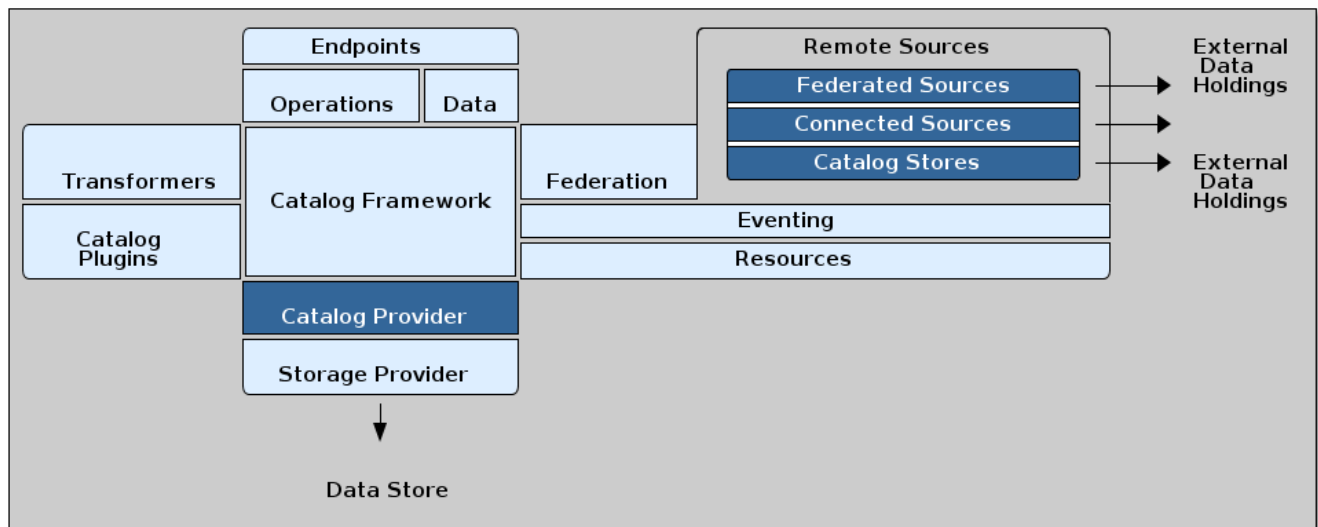 Endpoints
Operations
Data
Transformers
Catalog Framework
Federation
Catalog
Plugins
Catalog Provider
Storage Provider
Data Store
Remote Sources
Federated Sources
Connected Sources
Catalog Stores
Eventing
Resources
External
Data
Holdings
External
Data
Holdings